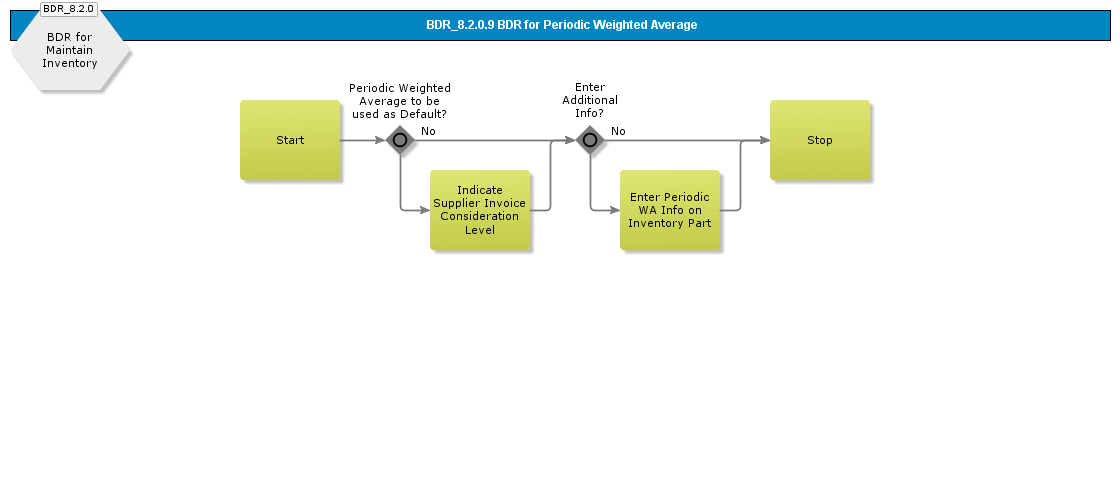 BDR_8.2.0
BDR_8.2.0.9 BDR for Periodic Weighted Average
BDR for
Maintain
Inventory
Periodic Weighted
Average to be
used as Default?
Enter
Additional
Info?
Start
No
No
Stop
Indicate
Supplier Invoice
Consideration
Level
Enter Periodic
WA Info on
Inventory Part